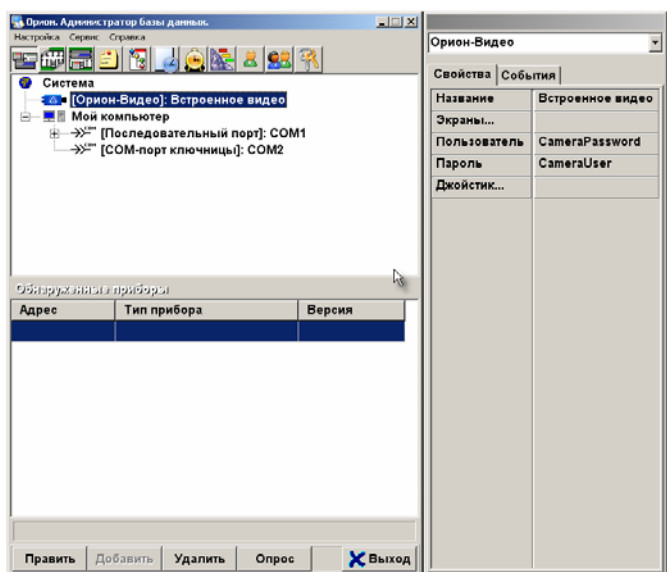 Орион. Администратор базы данных.
Настройка Сервис Справка
Система
[Орион-Видео]: Встроенное видео
Мой компьютер
[Последовательный порт]: COM1
[COM-порт ключницы]: COM2
Обнаруженные приборы
Адрес Тип прибора Версия
Править Добавить Удалить Опрос Выход
Орион-Видео
Свойства События
Название Встроенное видео
Экраны...
Пользователь CameraPassword
Пароль CameraUser
Джойстик...